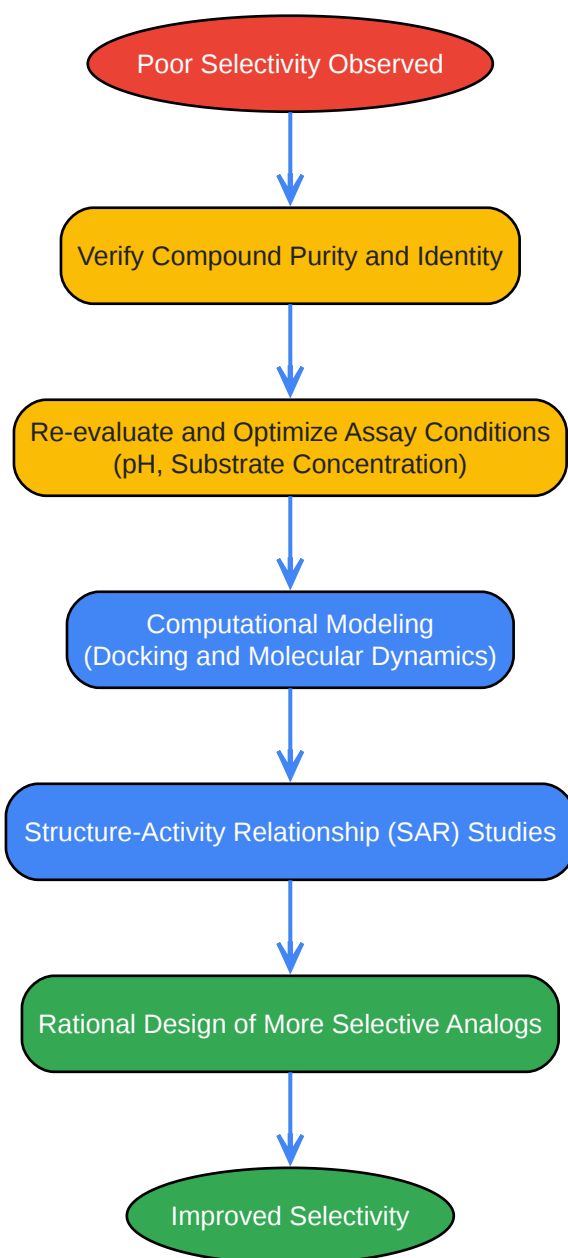 Poor Selectivity Observed
Verify Compound Purity and Identity
Re-evaluate and Optimize Assay Conditions
(pH, Substrate Concentration)
Computational Modeling
(Docking and Molecular Dynamics)
Structure-Activity Relationship (SAR) Studies
Rational Design of More Selective Analogs
Improved Selectivity